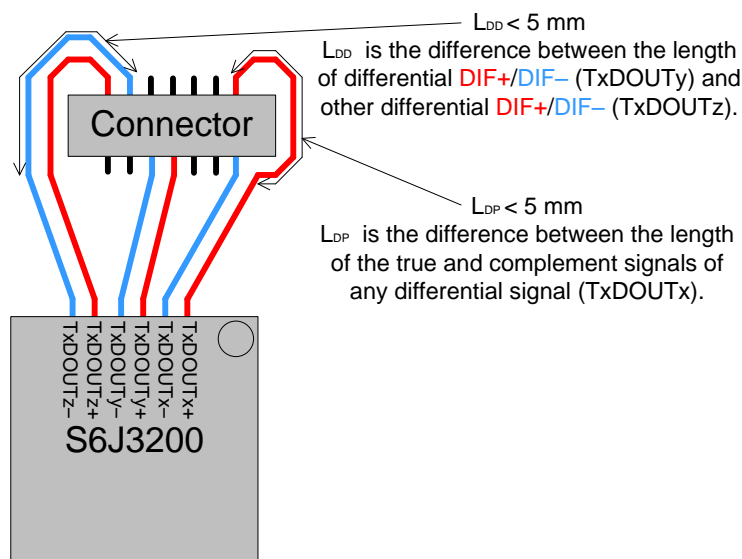 LDD < 5 mm
LDD is the difference between the length
of differential DIF+/DIF– (TxDOUTy) and
other differential DIF+/DIF– (TxDOUTz).
Connector
LDP < 5 mm
LDP is the difference between the length
of the true and complement signals of
any differential signal (TxDOUTx).
TxDOUTz–
TxDOUTz+
TxDOUTy–
TxDOUTy+
TxDOUTx–
TxDOUTx+
S6J3200